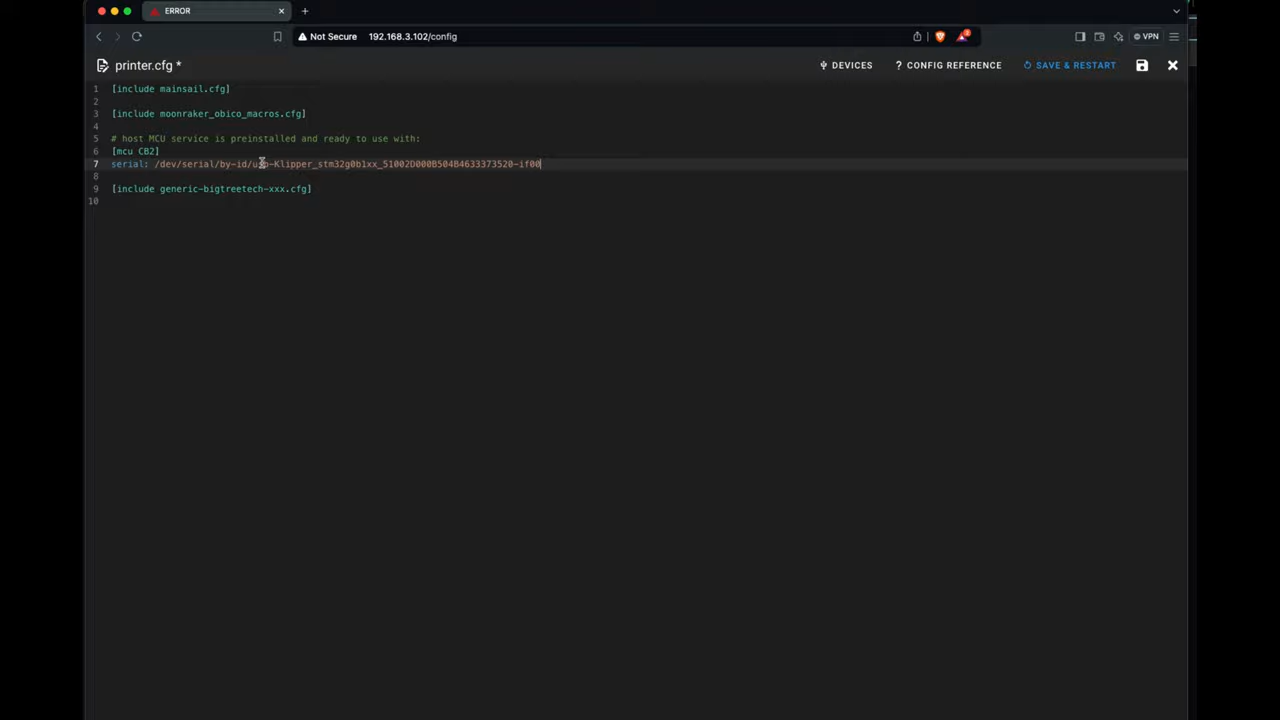 ERROR
Not Secure 192.168.3.102/config
VPN
printer.cfg *
DEVICES
? CONFIG REFERENCE
SAVE & RESTART
1 [include mainsail.cfg]
2
3 [include moonraker_obico_macros.cfg]
4
5 # host MCU service is preinstalled and ready to use with:
6 [mcu CB2]
7 serial: /dev/serial/by-id/usb-Klipper_stm32g0b1xx_51002D000B504B4633373520-if00
8
9 [include generic-bigtreetech-xxx.cfg]
10